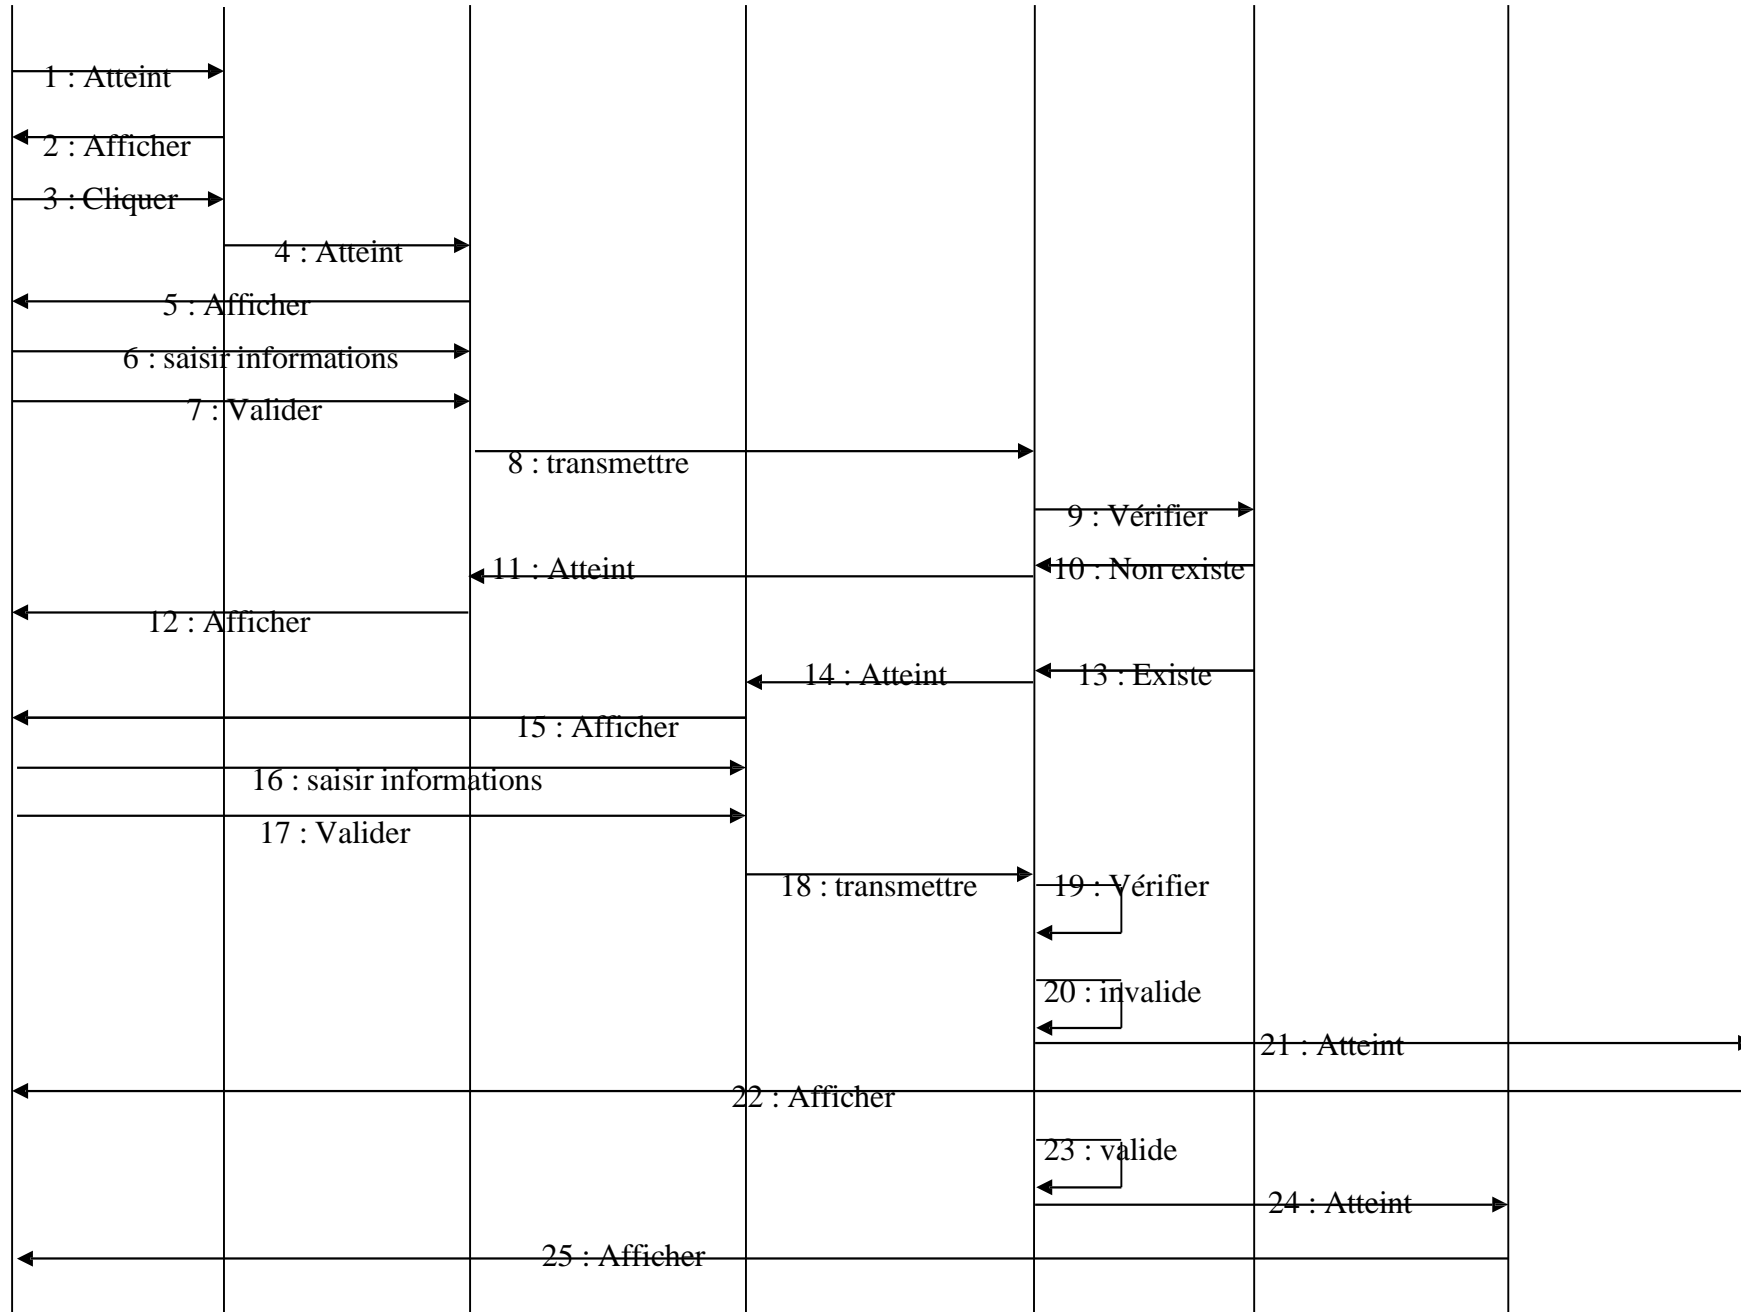 1 : Atteint
2 : Afficher
3 : Cliquer
4 : Atteint
5 : Afficher
6 : saisir informations
7 : Valider
8 : transmettre
9 : Vérifier
10 : Non existe
11 : Atteint
12 : Afficher
13 : Existe
14 : Atteint
15 : Afficher
16 : saisir informations
17 : Valider
18 : transmettre
19 : Vérifier
20 : invalide
21 : Atteint
22 : Afficher
23 : valide
24 : Atteint
25 : Afficher